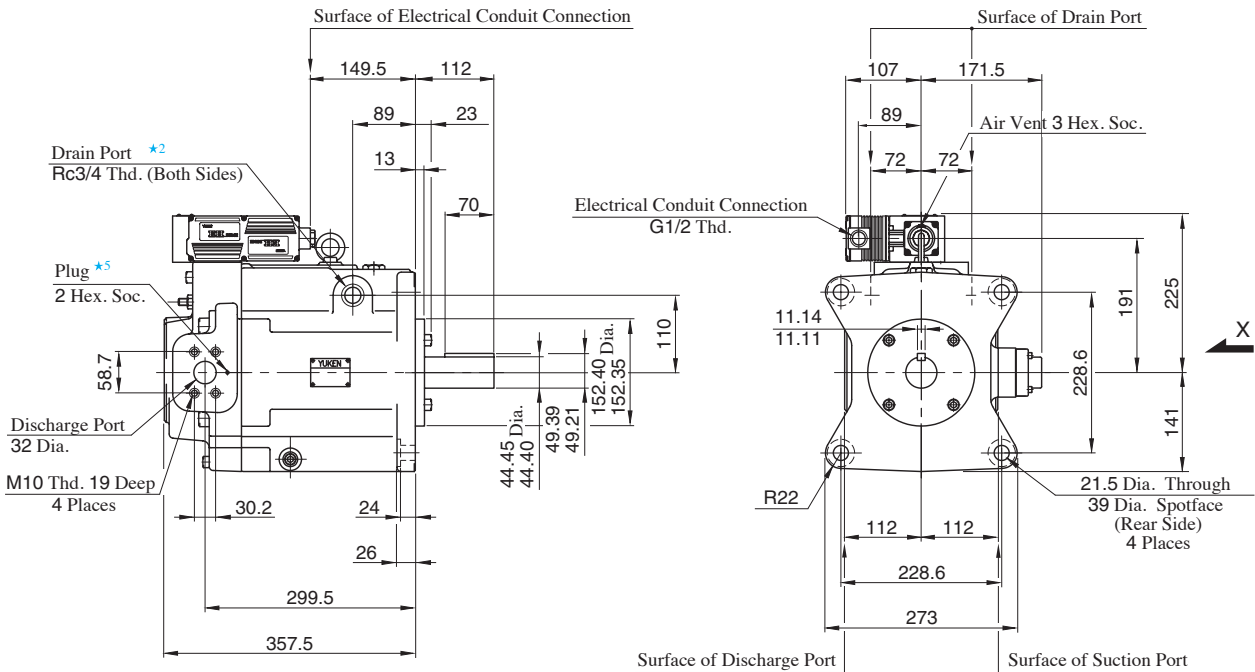 Surface of Electrical Conduit Connection
Surface of Drain Port
149.5
112
107
171.5
89
23
89
Air Vent 3 Hex. Soc.
Drain Port ★2
Rc3/4 Thd. (Both Sides)
13
72
72
70
Electrical Conduit Connection
G1/2 Thd.
Plug ★5
2 Hex. Soc.
110
11.14
11.11
191
225
X
58.7
YUKEN
152.40 Dia.
152.35
228.6
Discharge Port
32 Dia.
44.45 Dia.
44.40
49.39
49.21
141
M10 Thd. 19 Deep
4 Places
30.2
24
R22
21.5 Dia. Through
39 Dia. Spotface
(Rear Side)
4 Places
26
112
112
299.5
228.6
357.5
273
Surface of Discharge Port
Surface of Suction Port